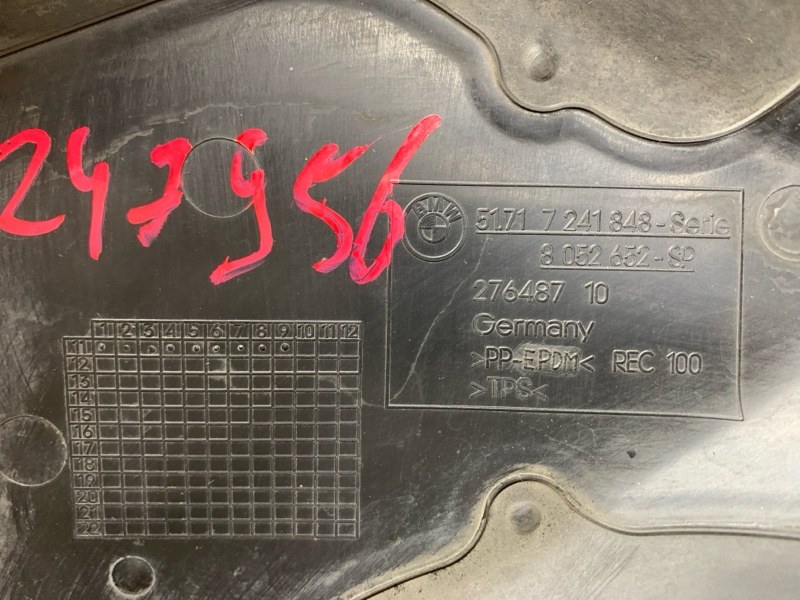 247956
BMW
51.71 7 241 848-Serie
8 052 652-SP
276487 10
Germany
>PP-EPDM< REC 100
>TPS<
1 2 3 4 5 6 7 8 9 10 11 12
11
12
13
14
15
16
17
18
19
20
21
22